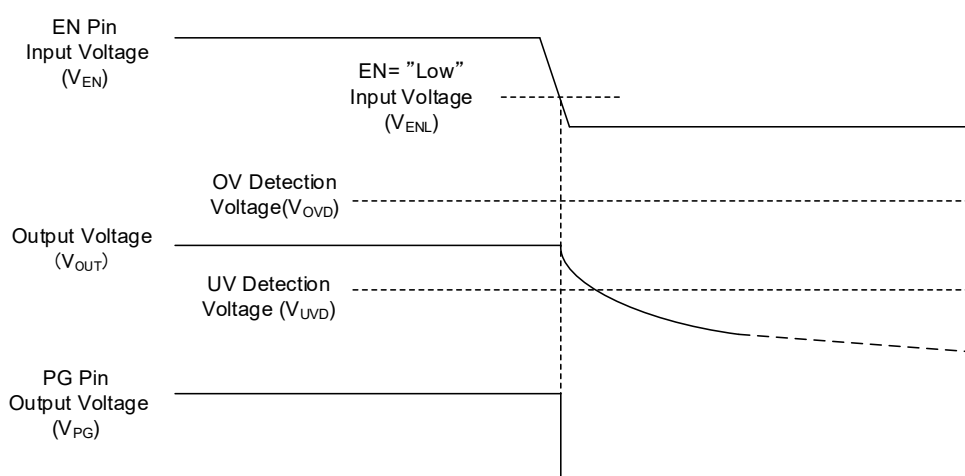 EN Pin
Input Voltage
(VEN)
EN= ”Low”
Input Voltage
(VENL)
OV Detection
Voltage(VOVD)
Output Voltage
（VOUT）
UV Detection
Voltage (VUVD)
PG Pin
Output Voltage
(VPG)